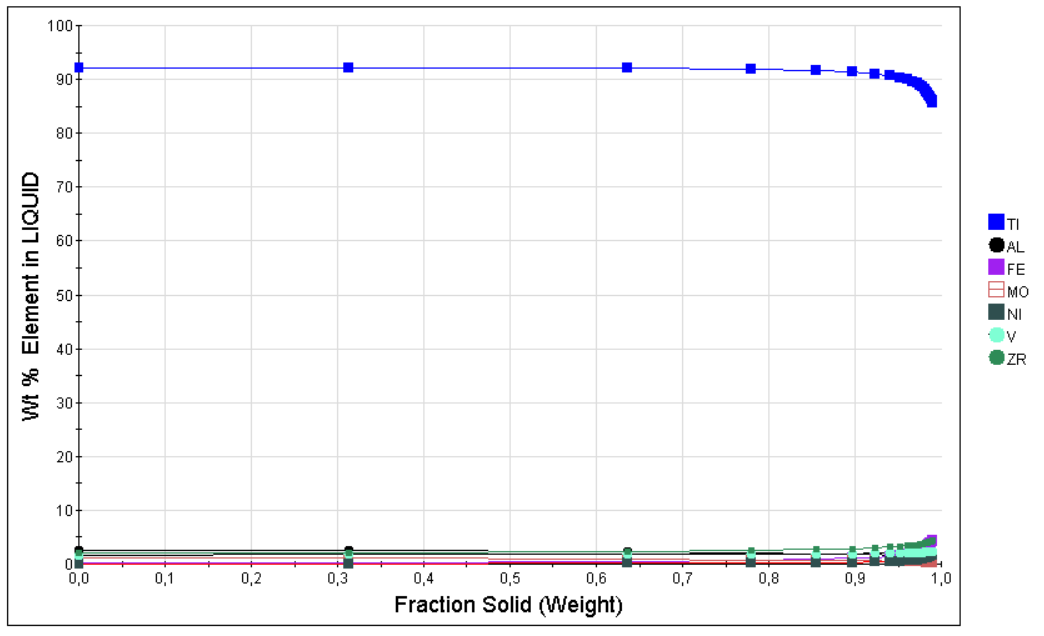 100
90
80
70
60
50
40
30
20
10
0
Wt % Element in LIQUID
0,0 0,1 0,2 0,3 0,4 0,5 0,6 0,7 0,8 0,9 1,0
Fraction Solid (Weight)
TI
AL
FE
MO
NI
V
ZR